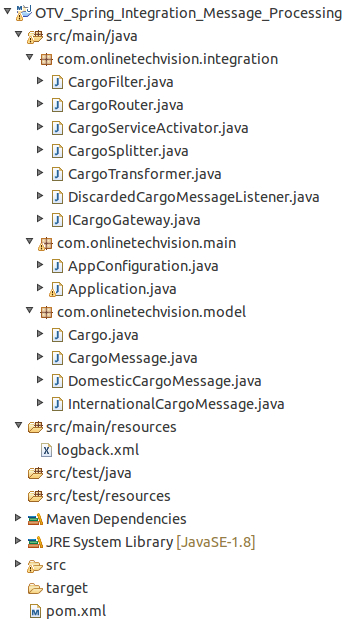 OTV_Spring_Integration_Message_Processing
src/main/java
com.onlinetechvision.integration
CargoFilter.java
CargoRouter.java
CargoServiceActivator.java
CargoSplitter.java
CargoTransformer.java
DiscardedCargoMessageListener.java
ICargoGateway.java
com.onlinetechvision.main
AppConfiguration.java
Application.java
com.onlinetechvision.model
Cargo.java
CargoMessage.java
DomesticCargoMessage.java
InternationalCargoMessage.java
src/main/resources
logback.xml
src/test/java
src/test/resources
Maven Dependencies
JRE System Library [JavaSE-1.8]
src
target
pom.xml